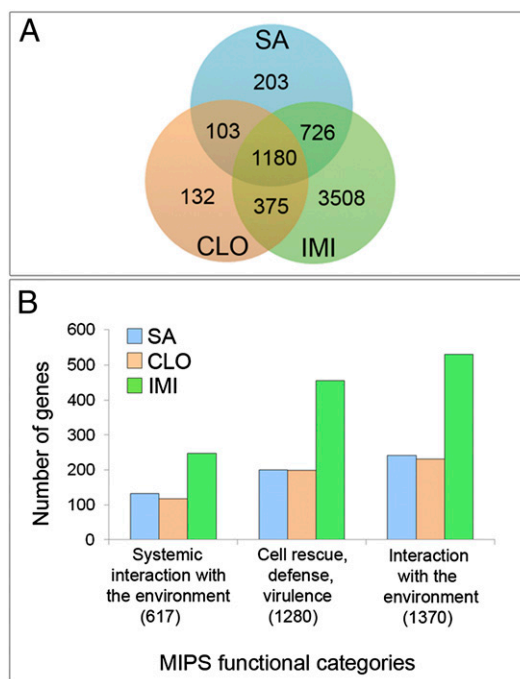 A
SA
203
103
726
1180
132
375
3508
CLO
IMI
B
Number of genes
600
500
400
300
200
100
0
SA
CLO
IMI
Systemic
interaction with
the environment
(617)
Cell rescue,
defense,
virulence
(1280)
Interaction
with the
environment
(1370)
MIPS functional categories